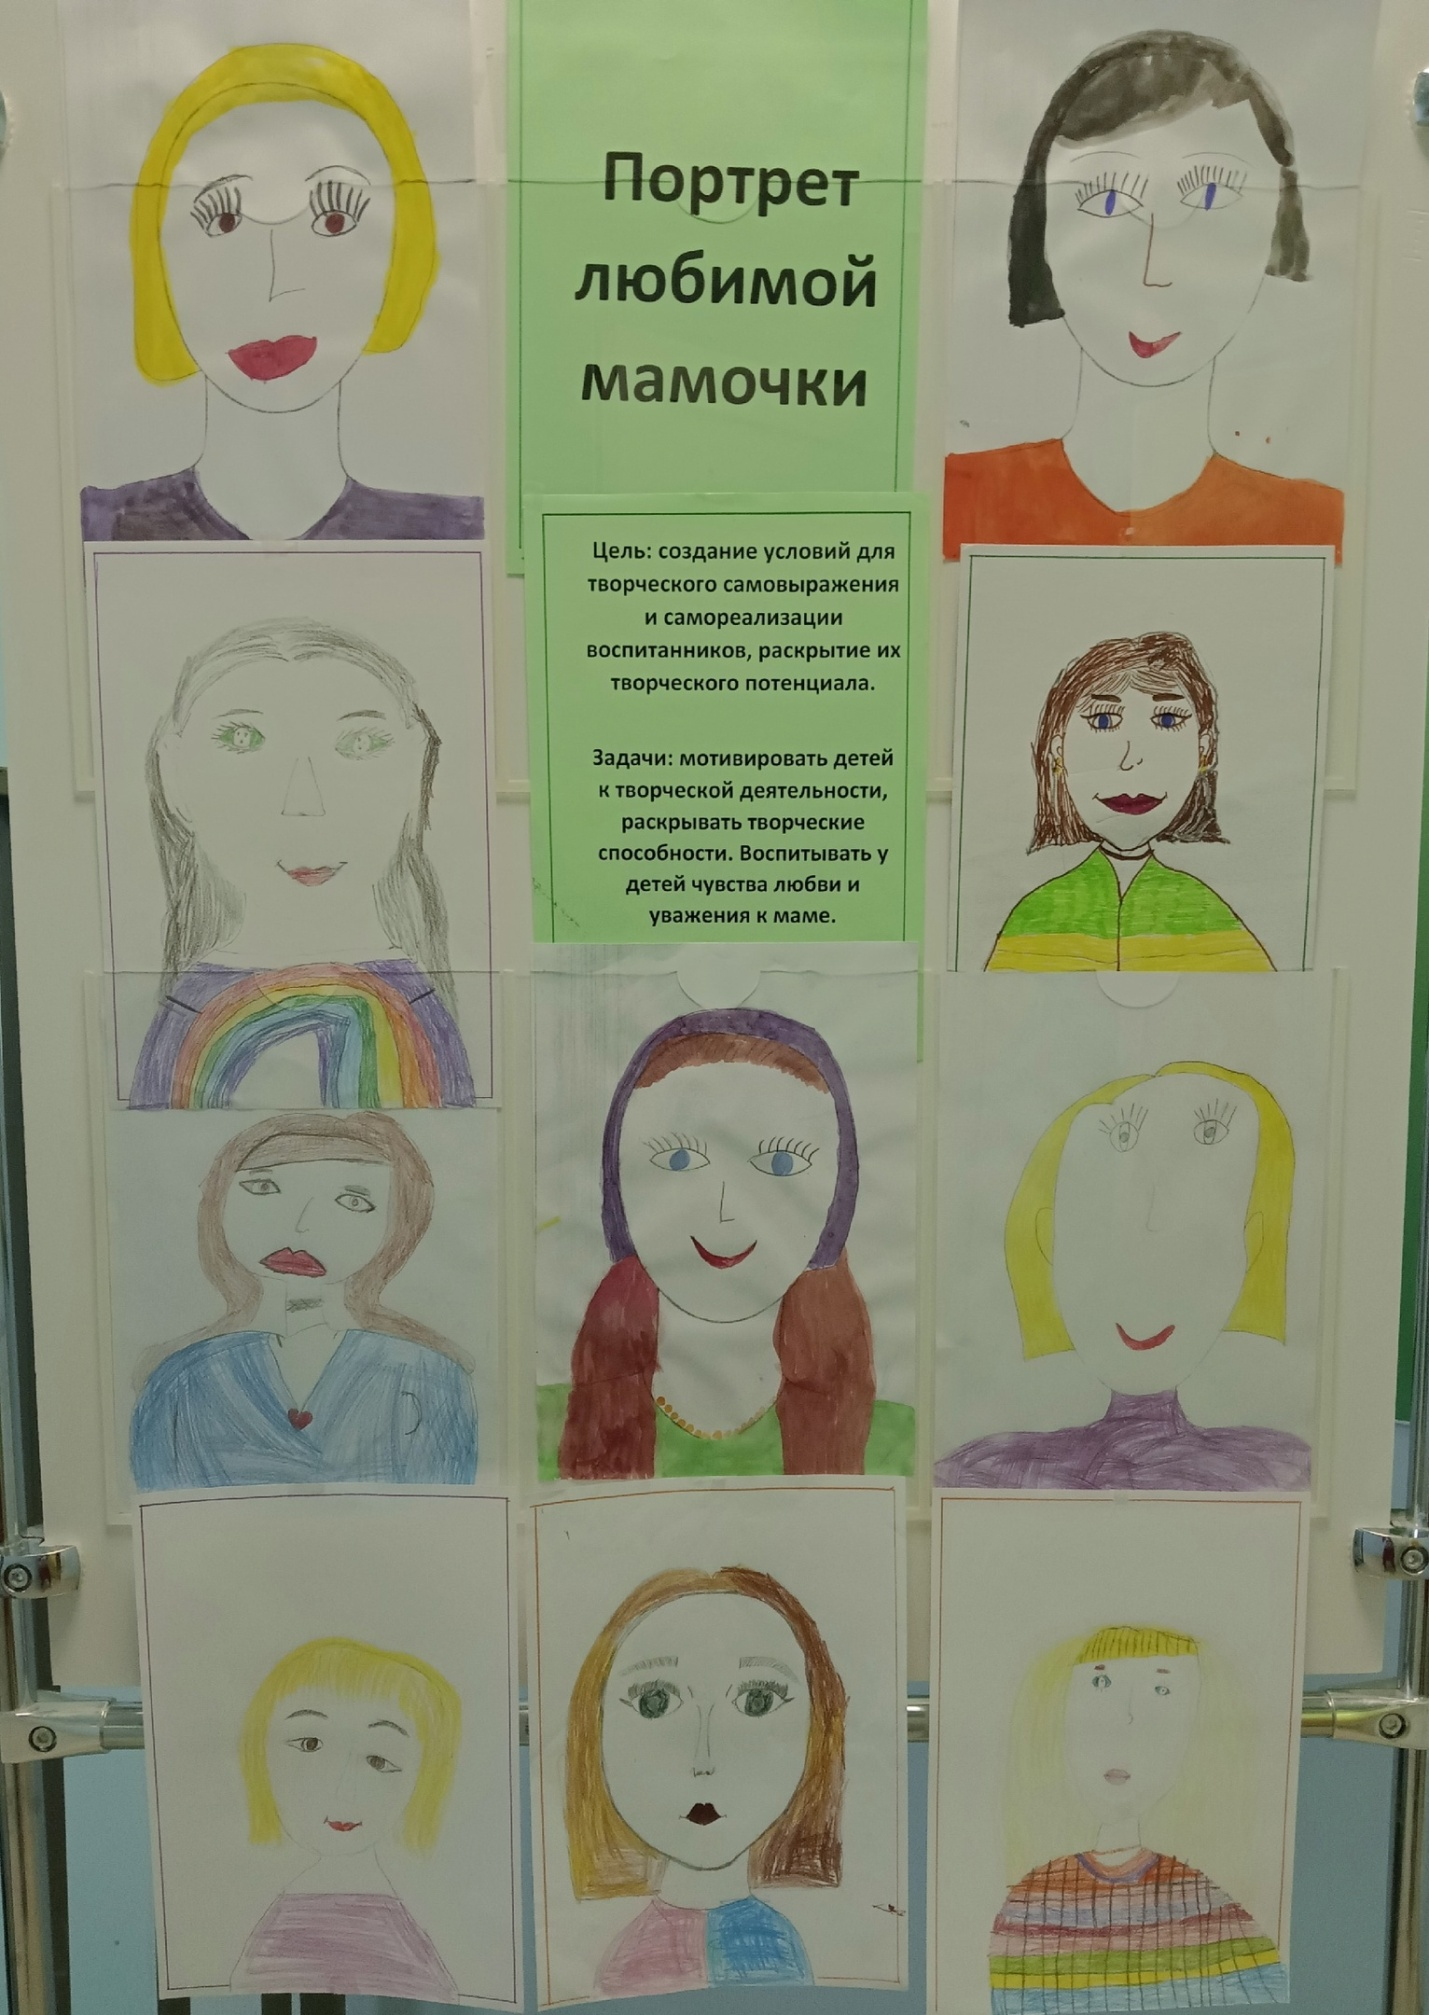 Портрет
любимой
мамочки
Цель: создание условий для
творческого самовыражения
и самореализации
воспитанников, раскрытие их
творческого потенциала.
Задачи: мотивировать детей
к творческой деятельности,
раскрывать творческие
способности. Воспитывать у
детей чувства любви и
уважения к маме.